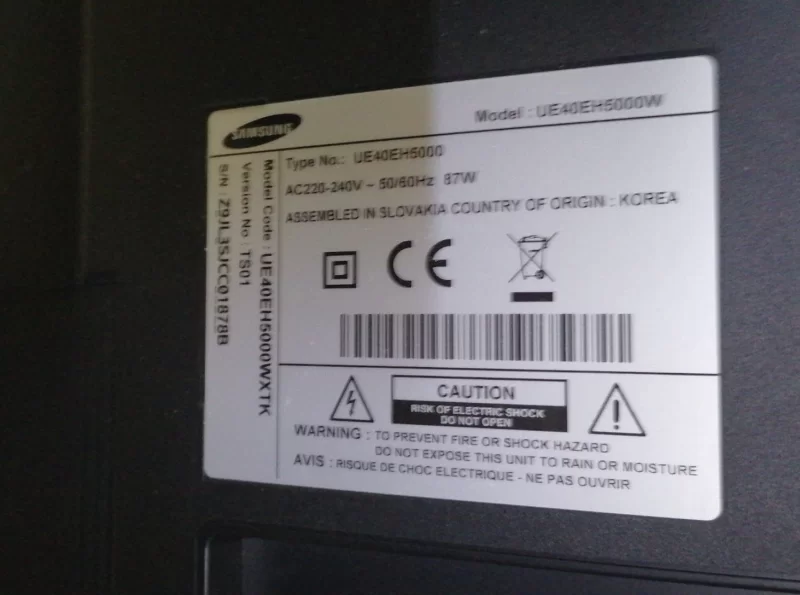 SAMSUNG
Model : UE40EH5000W
Type No.: UE40EH5000
AC220-240V ~ 50/60Hz 87W
ASSEMBLED IN SLOVAKIA COUNTRY OF ORIGIN : KOREA
Model Code : UE40EH5000WXTK
Version No : TS01
S/N : Z9JL3SJCC01878B
CE
CAUTION
RISK OF ELECTRIC SHOCK
DO NOT OPEN
WARNING : TO PREVENT FIRE OR SHOCK HAZARD
DO NOT EXPOSE THIS UNIT TO RAIN OR MOISTURE
AVIS : RISQUE DE CHOC ELECTRIQUE - NE PAS OUVRIR